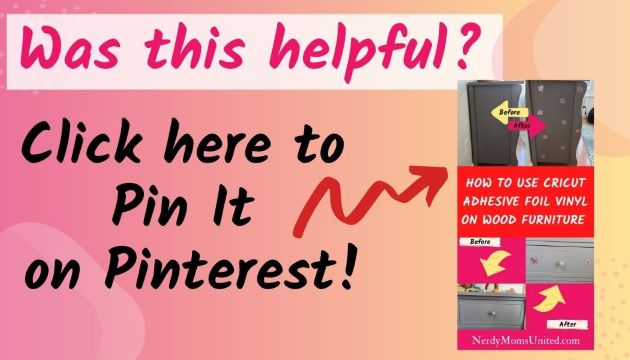 Was this helpful?
Click here to
Pin It
on Pinterest!
Before
After
HOW TO USE CRICUT
ADHESIVE FOIL VINYL
ON WOOD FURNITURE
Before
After
NerdyMomsUnited.com